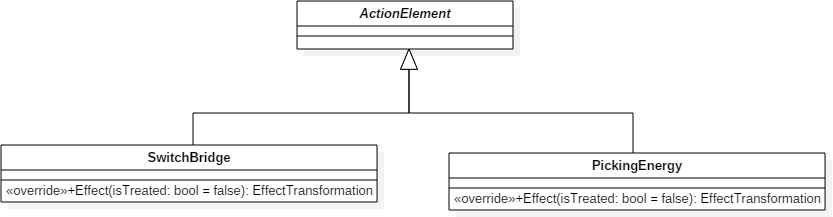 ActionElement
SwitchBridge
«override»+Effect(isTreated: bool = false): EffectTransformation
PickingEnergy
«override»+Effect(isTreated: bool = false): EffectTransformation